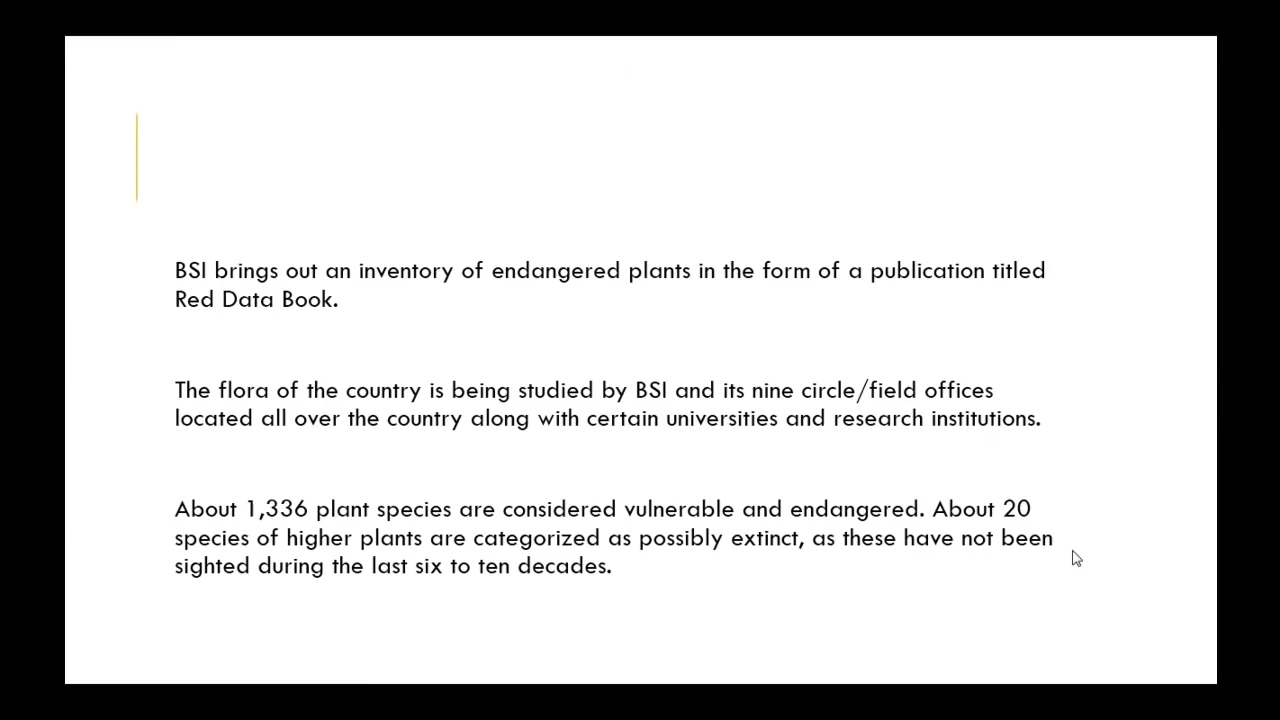 BSI brings out an inventory of endangered plants in the form of a publication titled
Red Data Book.
The flora of the country is being studied by BSI and its nine circle/field offices
located all over the country along with certain universities and research institutions.
About 1,336 plant species are considered vulnerable and endangered. About 20
species of higher plants are categorized as possibly extinct, as these have not been
sighted during the last six to ten decades.